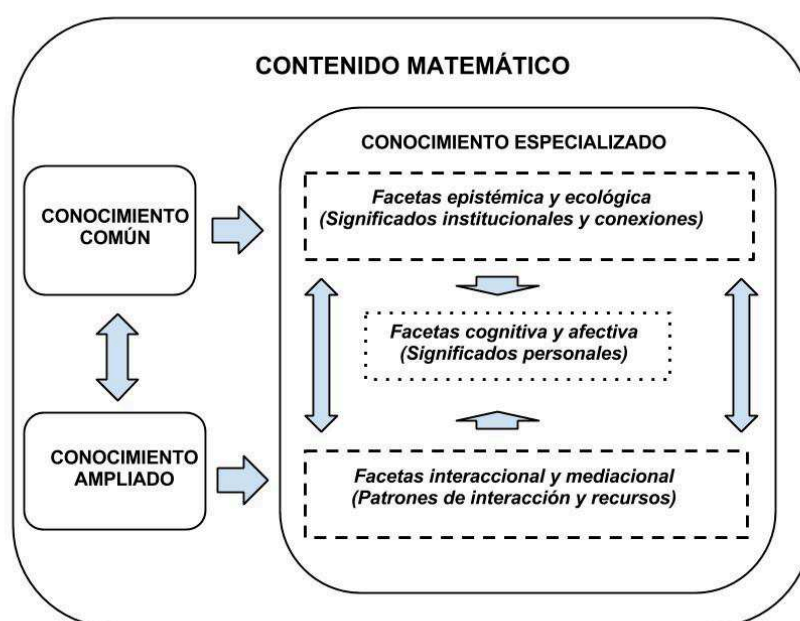 CONTENIDO MATEMÁTICO
CONOCIMIENTO
COMÚN
CONOCIMIENTO
AMPLIADO
CONOCIMIENTO ESPECIALIZADO
Facetas epistémica y ecológica
(Significados institucionales y conexiones)
Facetas cognitiva y afectiva
(Significados personales)
Facetas interaccional y mediacional
(Patrones de interacción y recursos)